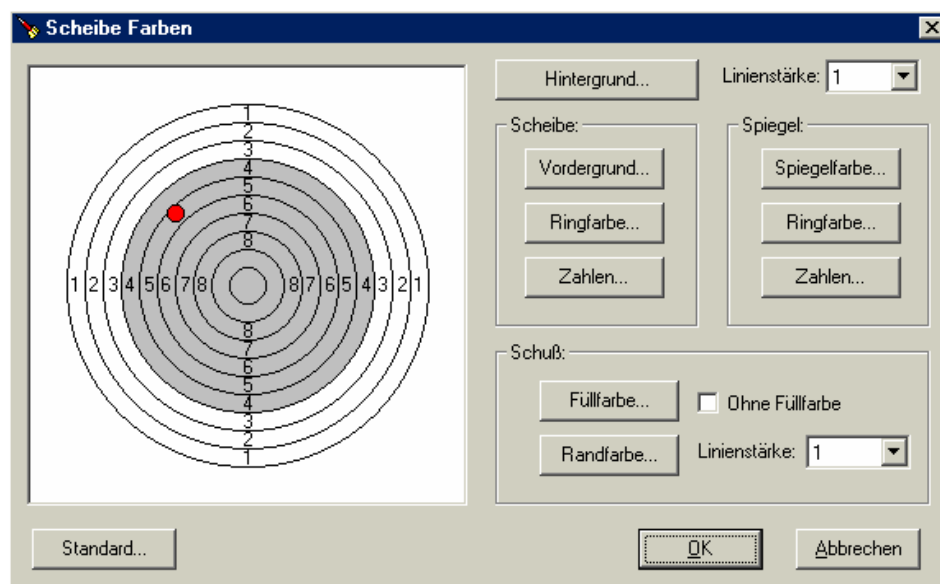 Scheibe Farben
Hintergrund...
Linienstärke: 1
Scheibe:
Vordergrund...
Ringfarbe...
Zahlen...
Spiegel:
Spiegelfarbe...
Ringfarbe...
Zahlen...
1
2
3
4
5
6
7
8
1 2 3 4 5 6 7 8 8 7 6 5 4 3 2 1
8
7
6
5
4
3
2
1
Schuß:
Füllfarbe...
Ohne Füllfarbe
Randfarbe...
Linienstärke: 1
Standard...
OK
Abbrechen